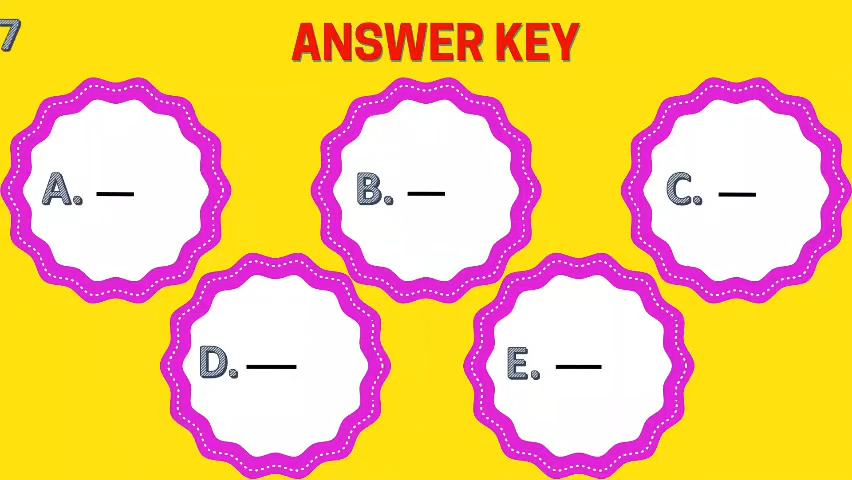 7
ANSWER KEY
A. —
B. —
C. —
D. —
E. —